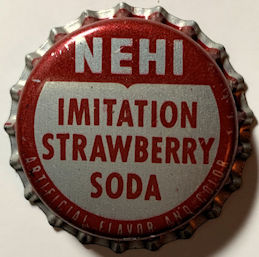 NEHI
IMITATION
STRAWBERRY
SODA
ARTIFICIAL FLAVOR AND COLOR